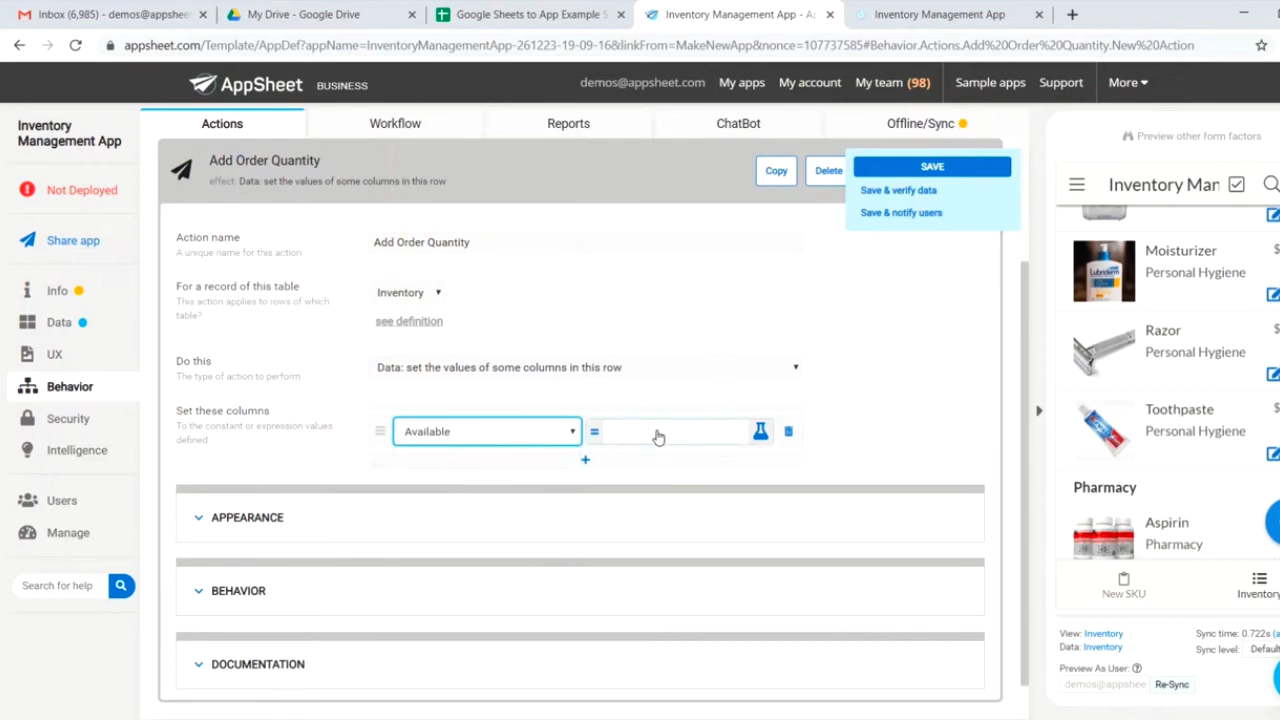 Inbox (6,985) - demos@appshee
My Drive - Google Drive
Google Sheets to App Example S
Inventory Management App - A
Inventory Management App
appsheet.com/Template/AppDef?appName=InventoryManagementApp-261223-19-09-16&linkFrom=MakeNewApp&nonce=107737585#Behavior.Actions.Add%20Order%20Quantity.New%20Action
AppSheet BUSINESS
demos@appsheet.com My apps My account My team (98) Sample apps Support More
Inventory
Management App
Not Deployed
Share app
Info
Data
UX
Behavior
Security
Intelligence
Users
Manage
Search for help
Actions Workflow Reports ChatBot Offline/Sync
Add Order Quantity
effect: Data: set the values of some columns in this row
Copy Delete
SAVE
Save & verify data
Save & notify users
Action name
A unique name for this action
Add Order Quantity
For a record of this table
This action applies to rows of which
table?
Inventory
see definition
Do this
The type of action to perform
Data: set the values of some columns in this row
Set these columns
To the constant or expression values
defined
Available =
+
APPEARANCE
BEHAVIOR
DOCUMENTATION
Preview other form factors
Inventory Man
Moisturizer
Personal Hygiene
$
Razor
Personal Hygiene
$
Toothpaste
Personal Hygiene
$
Pharmacy
Aspirin
Pharmacy
New SKU
Inventory
View: Inventory
Data: Inventory
Sync time: 0.722s (a
Sync level: Default
Preview As User:
demos@appshee Re-Sync